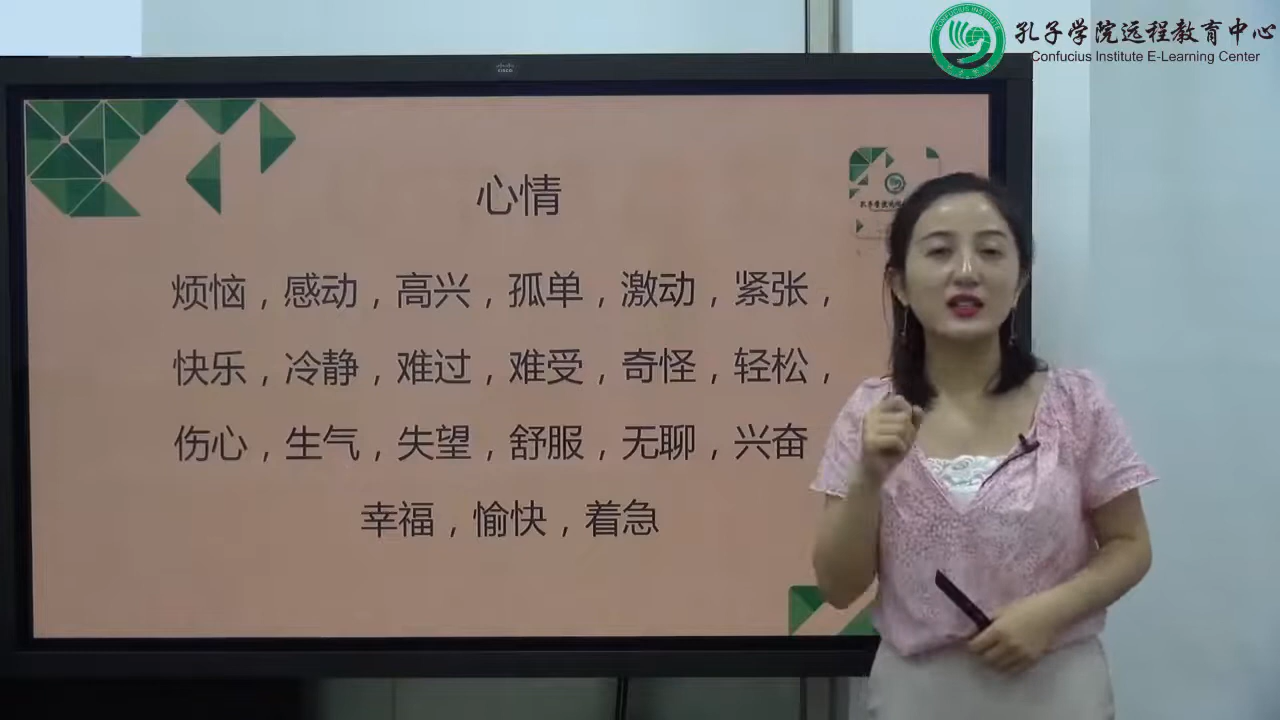 孔子学院远程教育中心
Confucius Institute E-Learning Center
CISCO
心情
烦恼，感动，高兴，孤单，激动，紧张，
快乐，冷静，难过，难受，奇怪，轻松，
伤心，生气，失望，舒服，无聊，兴奋
幸福，愉快，着急